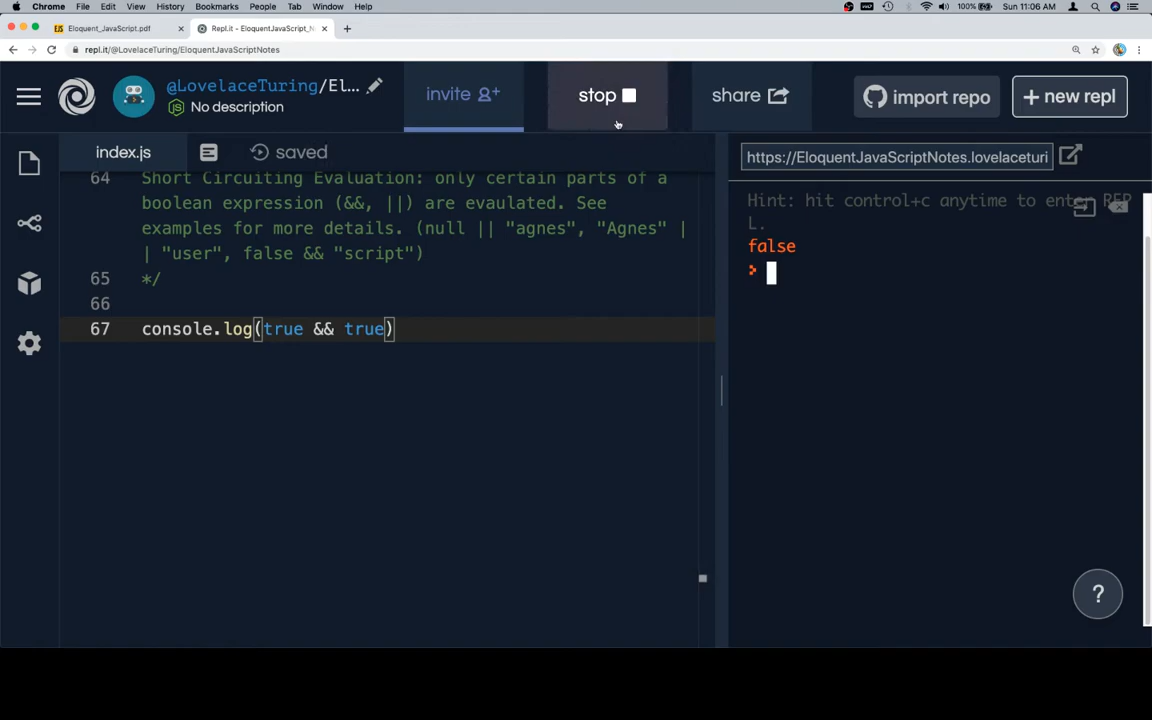 Chrome File Edit View History Bookmarks People Tab Window Help 100% Sun 11:06 AM
Eloquent_JavaScript.pdf × Repl.it - EloquentJavaScript_N × +
repl.it/@LovelaceTuring/EloquentJavaScriptNotes
@LovelaceTuring/El...
No description
invite
stop
share
import repo
+ new repl
index.js
saved
https://EloquentJavaScriptNotes.lovelaceturi
64 Short Circuiting Evaluation: only certain parts of a
boolean expression (&&, ||) are evaulated. See
examples for more details. (null || "agnes", "Agnes" |
| "user", false && "script")
65 */
66
67 console.log(true && true)
Hint: hit control+c anytime to enter REP
L.
false
>
?